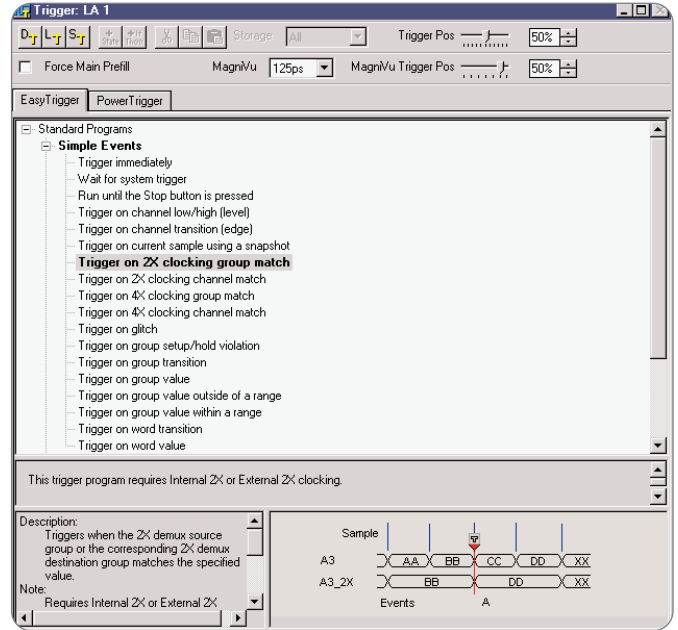 Trigger: LA 1
D-T L-T S-T + State +If Then Storage All Trigger Pos 50%
Force Main Prefill MagniVu 125ps MagniVu Trigger Pos 50%
EasyTrigger PowerTrigger
Standard Programs
Simple Events
Trigger immediately
Wait for system trigger
Run until the Stop button is pressed
Trigger on channel low/high (level)
Trigger on channel transition (edge)
Trigger on current sample using a snapshot
Trigger on 2X clocking group match
Trigger on 2X clocking channel match
Trigger on 4X clocking group match
Trigger on 4X clocking channel match
Trigger on glitch
Trigger on group setup/hold violation
Trigger on group transition
Trigger on group value
Trigger on group value outside of a range
Trigger on group value within a range
Trigger on word transition
Trigger on word value
This trigger program requires Internal 2X or External 2X clocking.
Description:
Triggers when the 2X demux source
group or the corresponding 2X demux
destination group matches the specified
value.
Note:
Requires Internal 2X or External 2X
Sample
T
A3 AA BB CC DD XX
A3_2X BB DD XX
Events A